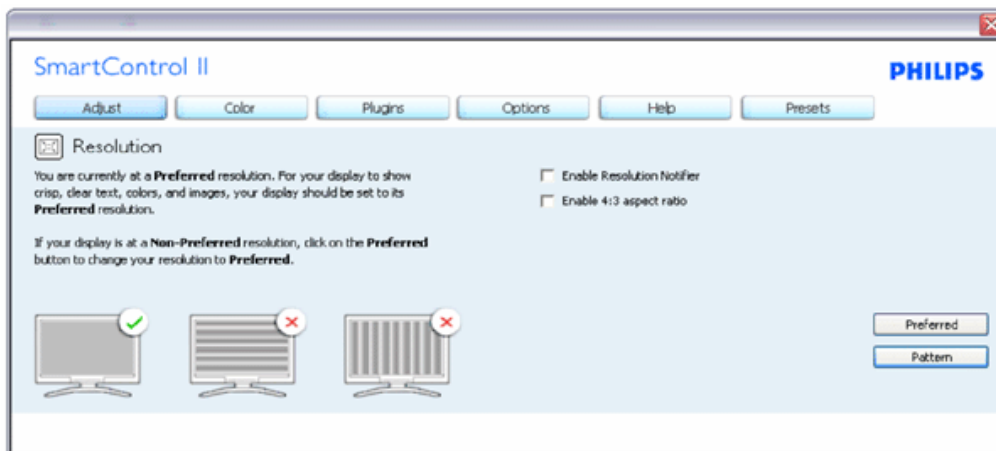 SmartControl II
PHILIPS
Adjust
Color
Plugins
Options
Help
Presets
Resolution
You are currently at a Preferred resolution. For your display to show
crisp, clear text, colors, and images, your display should be set to its
Preferred resolution.
If your display is at a Non-Preferred resolution, click on the Preferred
button to change your resolution to Preferred.
Enable Resolution Notifier
Enable 4:3 aspect ratio
Preferred
Pattern